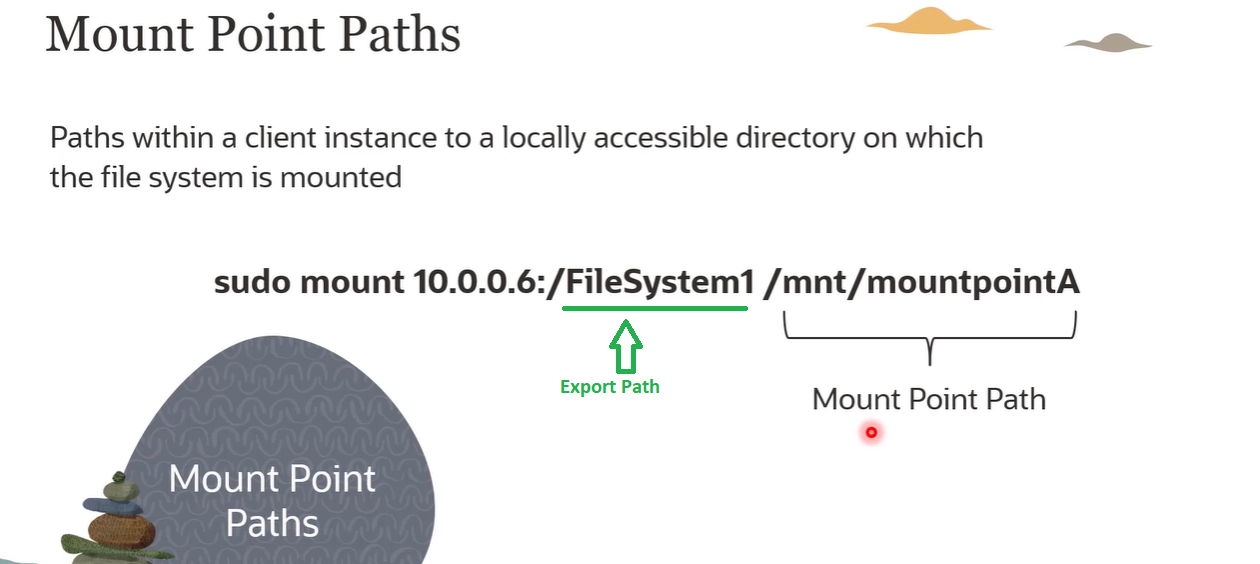 Mount Point Paths
Paths within a client instance to a locally accessible directory on which
the file system is mounted
sudo mount 10.0.0.6:/FileSystem1 /mnt/mountpointA
Export Path
Mount Point Path
Mount Point
Paths